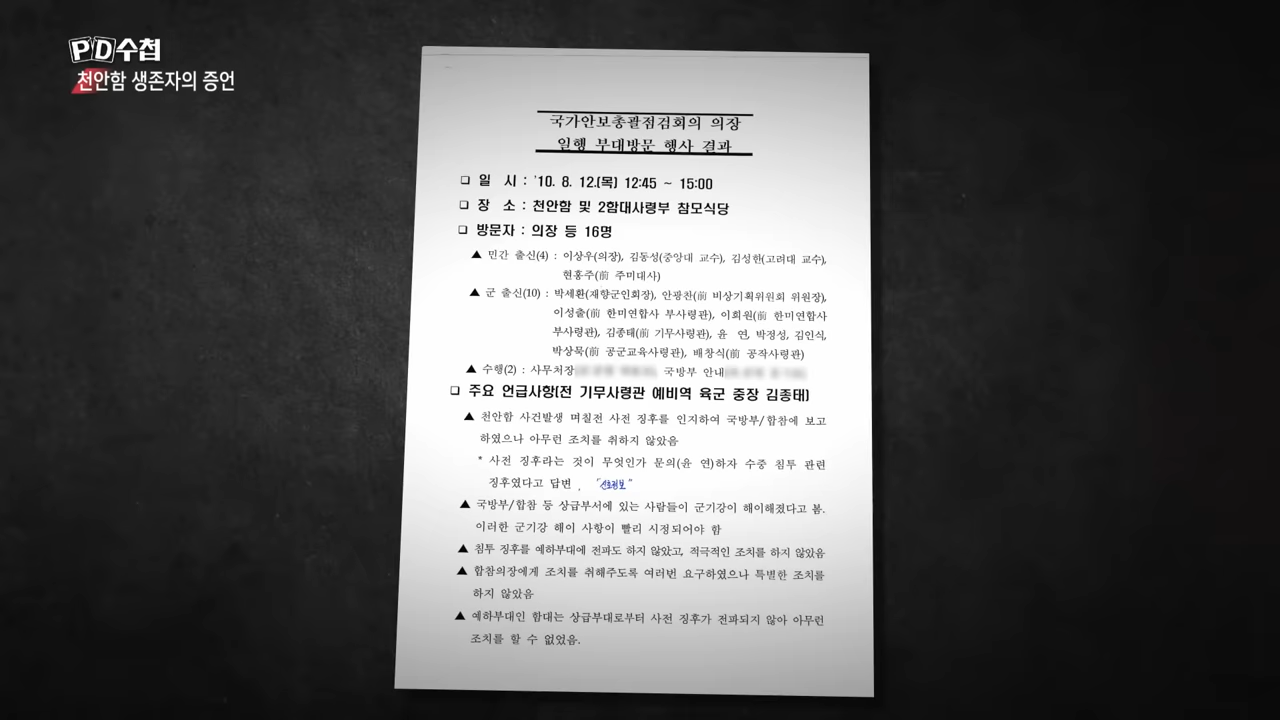 PD수첩
천안함 생존자의 증언
국가안보총괄점검회의 의장
일행 부대방문 행사 결과
❑ 일 시 : '10. 8. 12.(목) 12:45 ~ 15:00
❑ 장 소 : 천안함 및 2함대사령부 참모식당
❑ 방문자 : 의장 등 16명
▲ 민간 출신(4) : 이상우(의장), 김동성(중앙대 교수), 김성한(고려대 교수),
현홍주(前 주미대사)
▲ 군 출신(10) : 박세환(재향군인회장), 안광찬(前 비상기획위원회 위원장),
이성출(前 한미연합사 부사령관), 이희원(前 한미연합사
부사령관), 김종태(前 기무사령관), 윤 연, 박정성, 김인식,
박상묵(前 공군교육사령관), 배창식(前 공작사령관)
▲ 수행(2) : 사무처장 국방부 안내
❑ 주요 언급사항(전 기무사령관 예비역 육군 중장 김종태)
▲ 천안함 사건발생 며칠전 사전 징후를 인지하여 국방부/합참에 보고
하였으나 아무런 조치를 취하지 않았음
* 사전 징후라는 것이 무엇인가 문의(윤 연)하자 수중 침투 관련
징후였다고 답변
▲ 국방부/합참 등 상급부서에 있는 사람들이 군기강이 해이해졌다고 봄.
이러한 군기강 해이 사항이 빨리 시정되어야 함
▲ 침투 징후를 예하부대에 전파도 하지 않았고, 적극적인 조치를 하지 않았음
▲ 합참의장에게 조치를 취해주도록 여러번 요구하였으나 특별한 조치를
하지 않았음
▲ 예하부대인 함대는 상급부대로부터 사전 징후가 전파되지 않아 아무런
조치를 할 수 없었음.